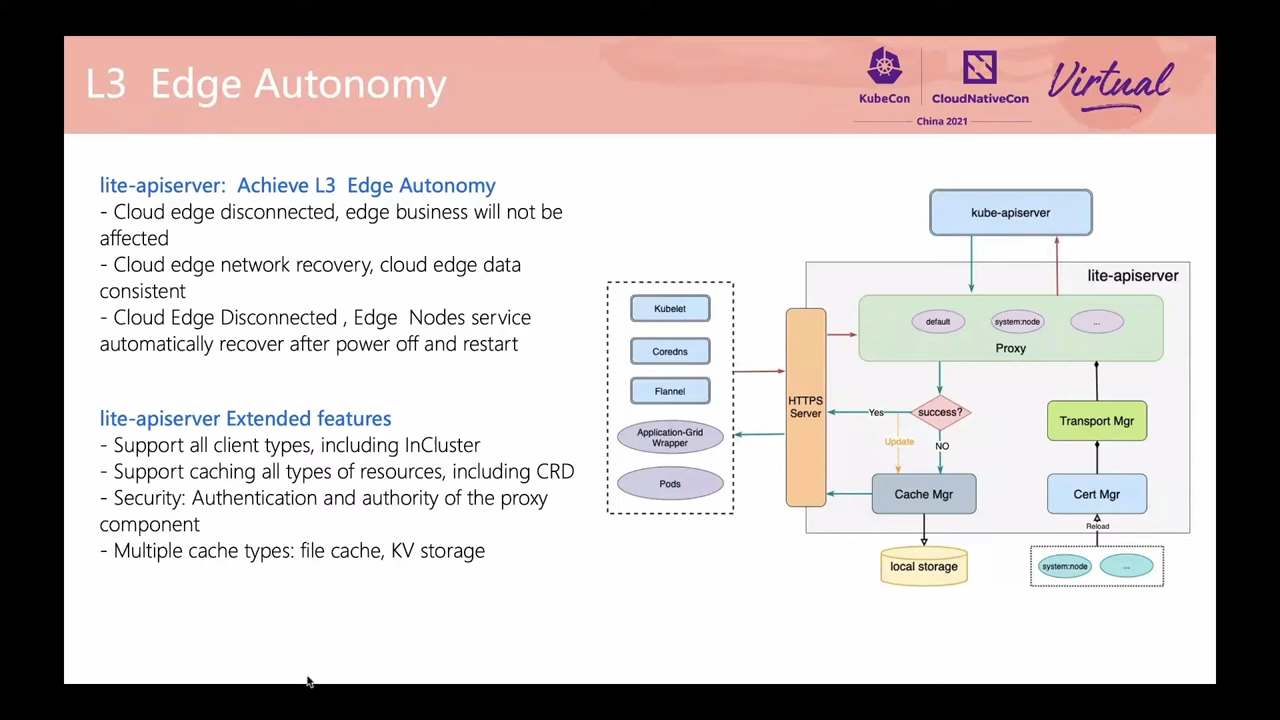 L3 Edge Autonomy
KubeCon
CloudNativeCon
Virtual
China 2021
lite-apiserver: Achieve L3 Edge Autonomy
- Cloud edge disconnected, edge business will not be
affected
- Cloud edge network recovery, cloud edge data
consistent
- Cloud Edge Disconnected , Edge Nodes service
automatically recover after power off and restart
lite-apiserver Extended features
- Support all client types, including InCluster
- Support caching all types of resources, including CRD
- Security: Authentication and authority of the proxy
component
- Multiple cache types: file cache, KV storage
kube-apiserver
lite-apiserver
Kubelet
Coredns
Flannel
Application-Grid
Wrapper
Pods
HTTPS
Server
default
system:node
...
Proxy
success?
Yes
Update
NO
Transport Mgr
Cache Mgr
Cert Mgr
Reload
local storage
system:node
...